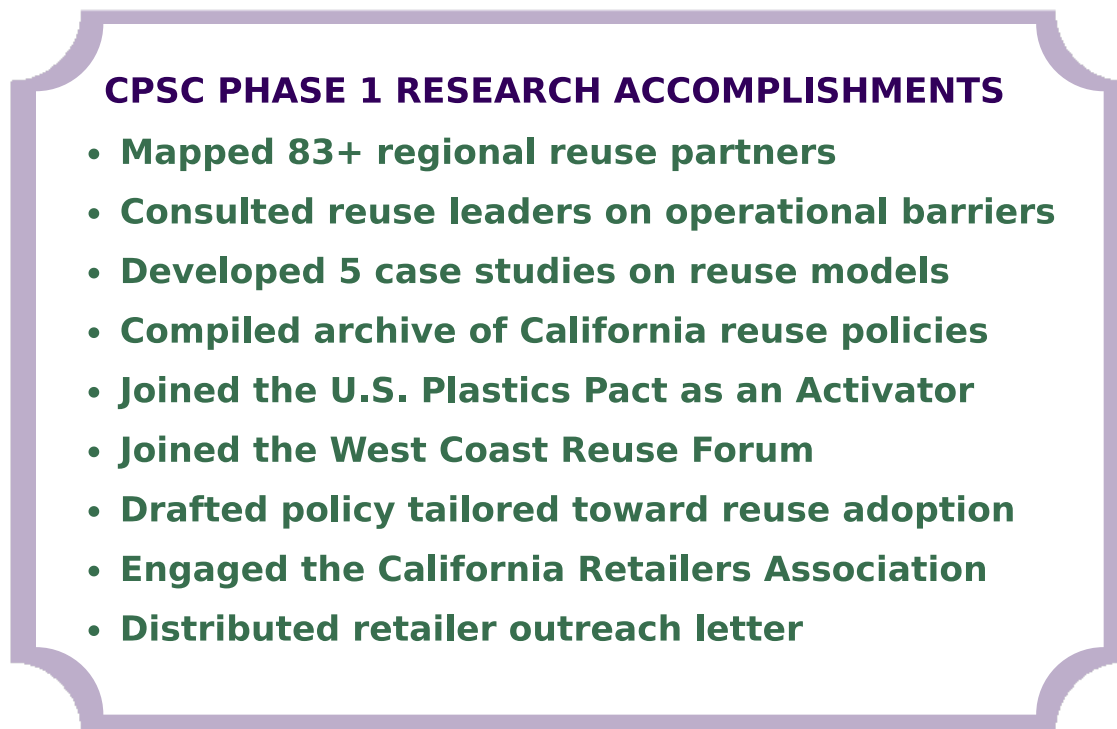 CPSC PHASE 1 RESEARCH ACCOMPLISHMENTS
• Mapped 83+ regional reuse partners
• Consulted reuse leaders on operational barriers
• Developed 5 case studies on reuse models
• Compiled archive of California reuse policies
• Joined the U.S. Plastics Pact as an Activator
• Joined the West Coast Reuse Forum
• Drafted policy tailored toward reuse adoption
• Engaged the California Retailers Association
• Distributed retailer outreach letter